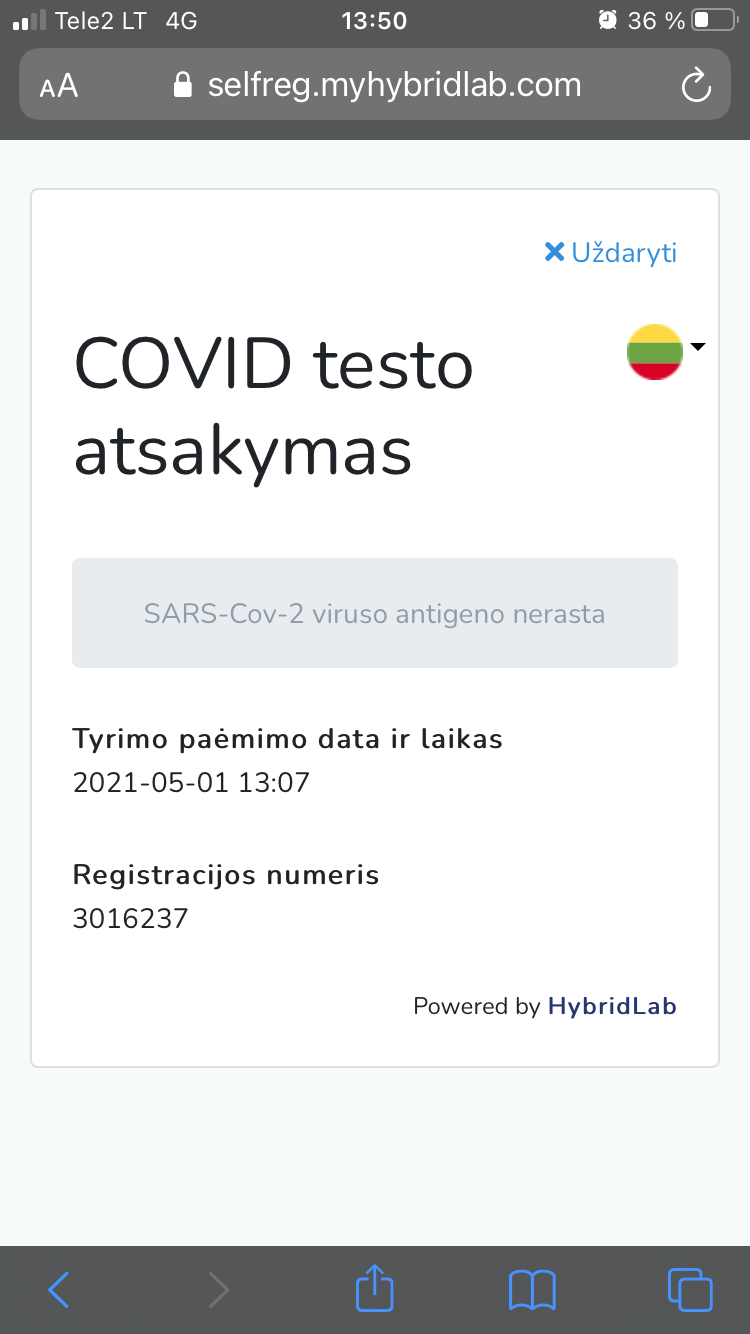 Tele2 LT 4G 13:50 36 %
AA selfreg.myhybridlab.com
Uždaryti
COVID testo
atsakymas
SARS-Cov-2 viruso antigeno nerasta
Tyrimo paėmimo data ir laikas
2021-05-01 13:07
Registracijos numeris
3016237
Powered by HybridLab